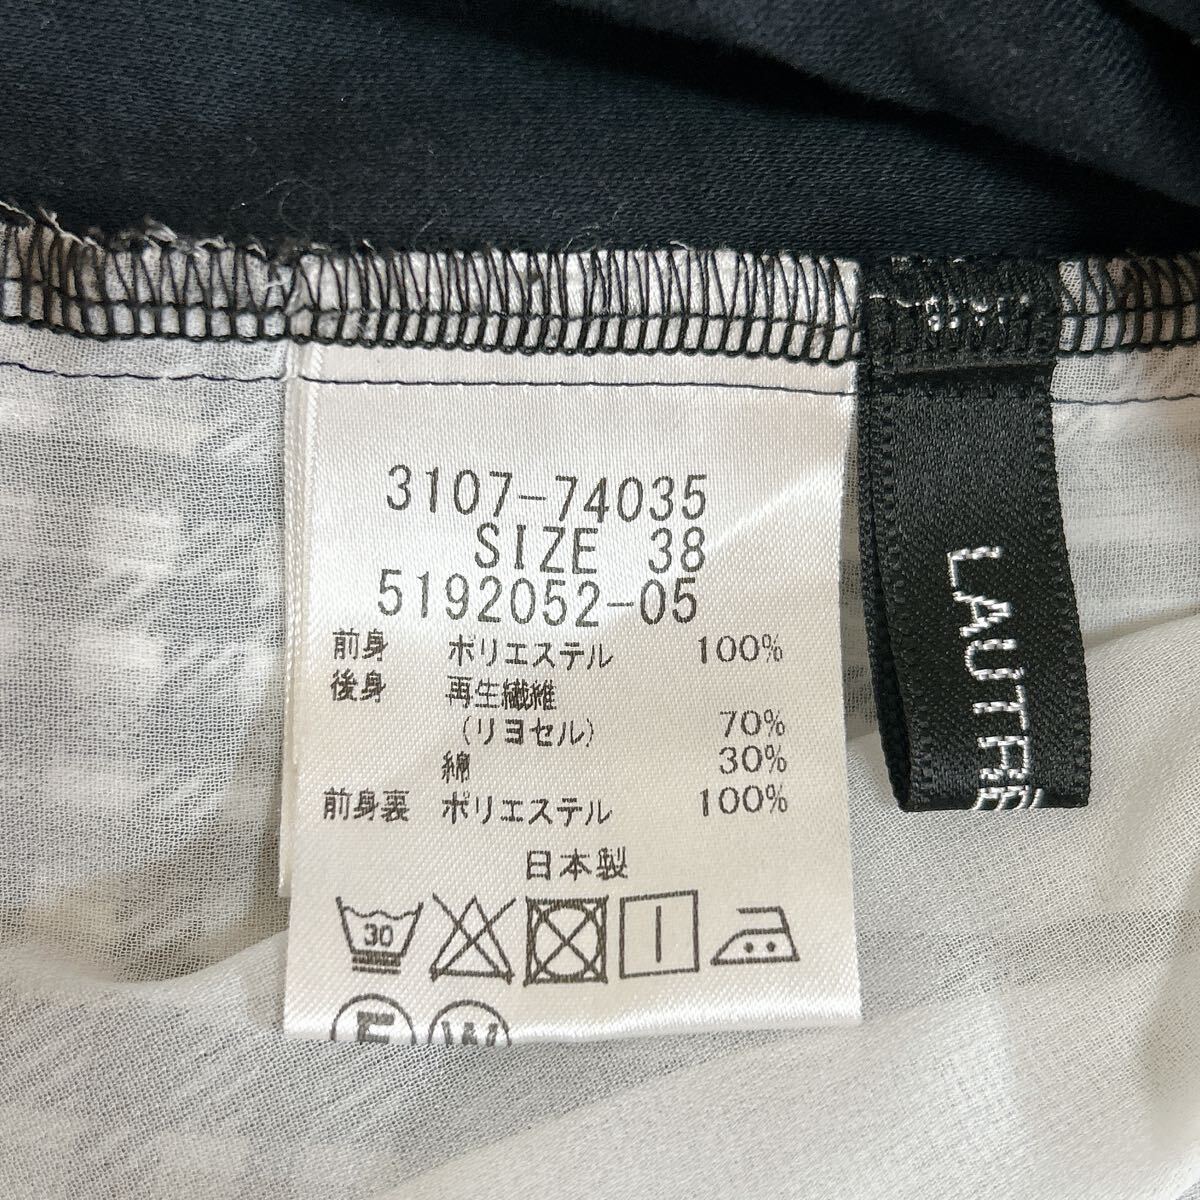 3107-74035
SIZE 38
5192052-05
前身 ポリエステル 100%
後身 再生繊維
(リヨセル) 70%
綿 30%
前身裏 ポリエステル 100%
日本製
30
F W
LAUTRE